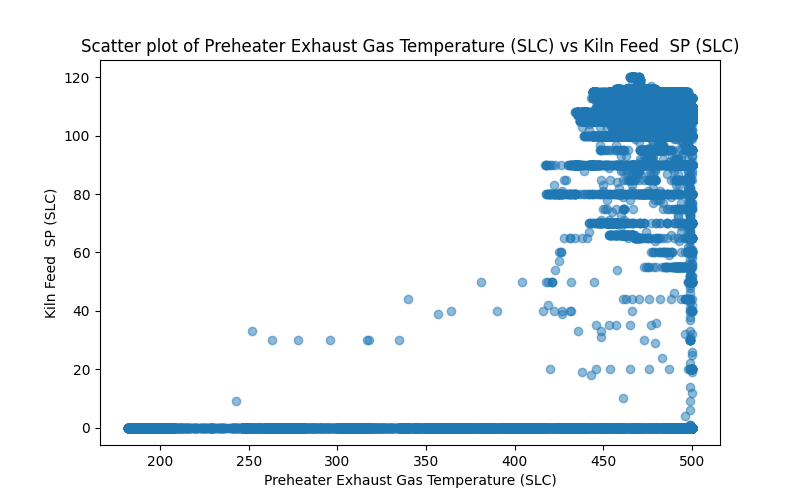 Scatter plot of Preheater Exhaust Gas Temperature (SLC) vs Kiln Feed  SP (SLC)
120
100
80
60
40
20
0
Kiln Feed  SP (SLC)
200 250 300 350 400 450 500
Preheater Exhaust Gas Temperature (SLC)